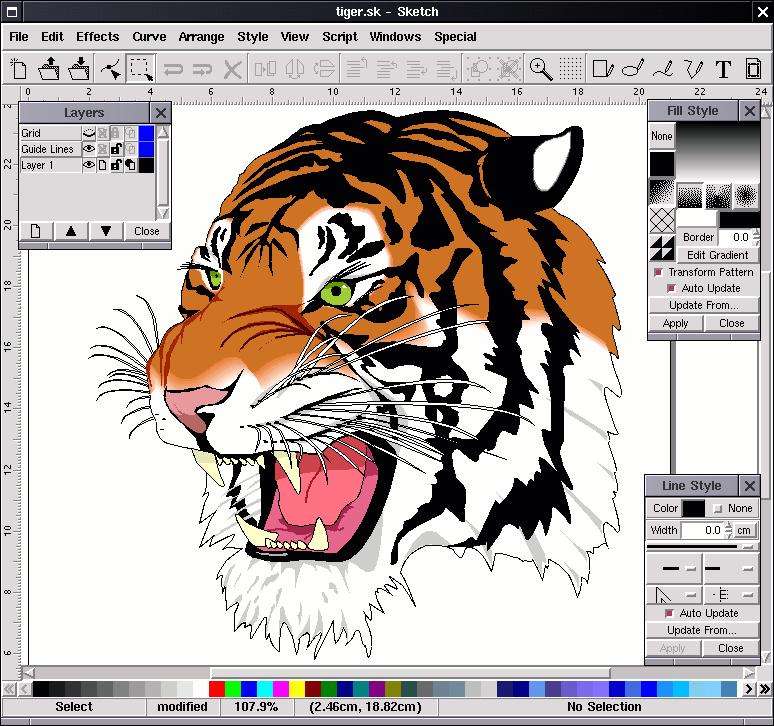 tiger.sk - Sketch
File Edit Effects Curve Arrange Style View Script Windows Special
T
0 2 4 6 8 10 12 14 16 18 20 22 24
Layers
Grid
Guide Lines
Layer 1
Close
22
20
18
16
14
12
10
8
6
Fill Style
None
Border 0.0
Edit Gradient
Transform Pattern
Auto Update
Update From...
Apply Close
Line Style
Color None
Width 0.0 cm
Auto Update
Update From...
Apply Close
Select modified 107.9% (2.46cm, 18.82cm) No Selection